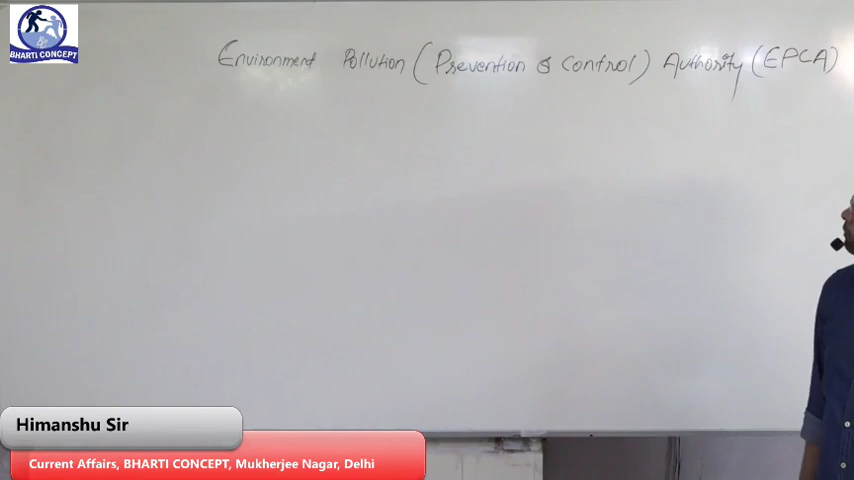 BHARTI CONCEPT
Environment Pollution (Prevention & Control) Authority (EPCA)
Himanshu Sir
Current Affairs, BHARTI CONCEPT, Mukherjee Nagar, Delhi